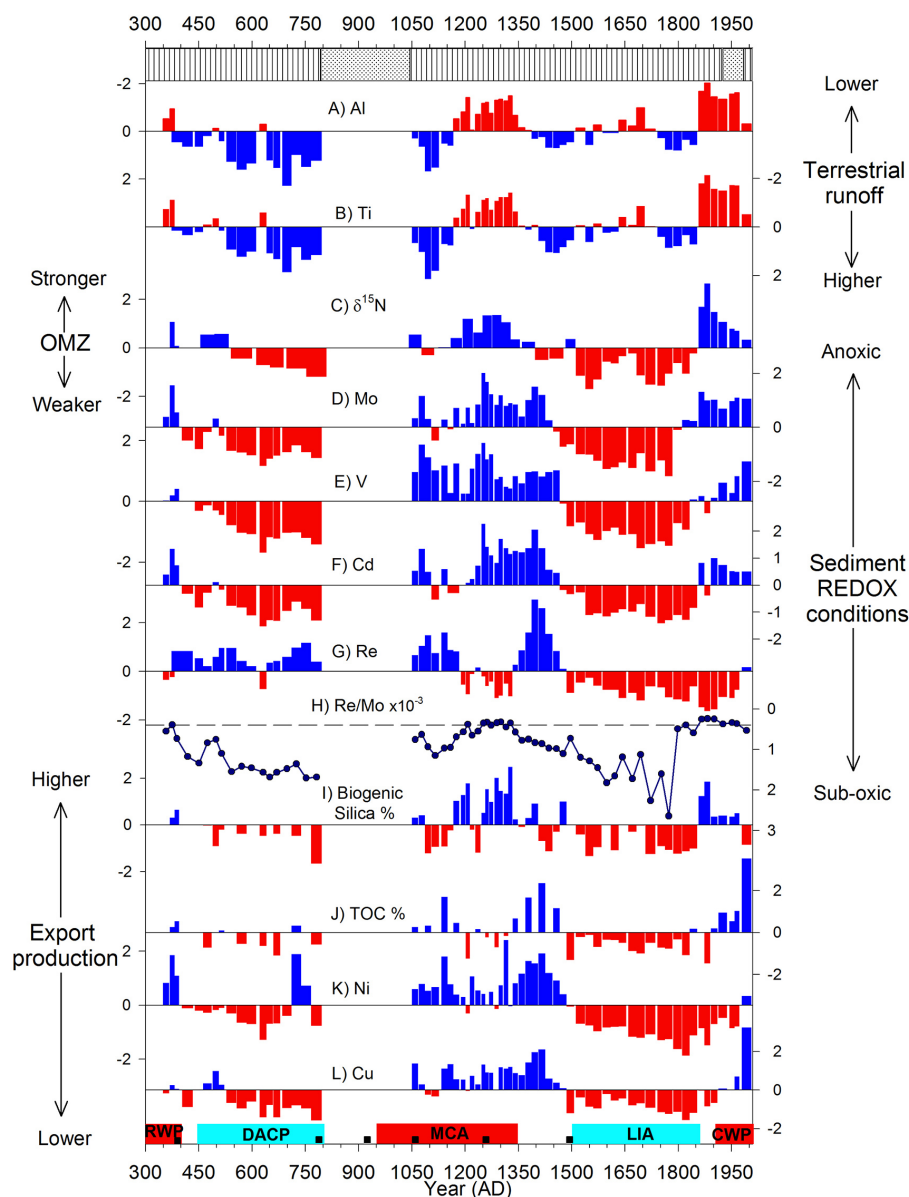 300 450 600 750 900 1050 1200 1350 1500 1650 1800 1950
-2
0
2
A) Al
Lower
Terrestrial
runoff
Higher
-2
0
2
B) Ti
Stronger
OMZ
Weaker
2
0
-2
C) δ¹⁵N
Anoxic
Sediment
REDOX
conditions
Sub-oxic
2
0
-2
D) Mo
2
0
-2
E) V
2
1
0
-1
-2
F) Cd
2
0
-2
G) Re
0
1
2
3
H) Re/Mo x10⁻³
Higher
Export
production
Lower
2
0
-2
I) Biogenic
Silica %
2
0
-2
J) TOC %
2
0
-2
K) Ni
2
0
-2
L) Cu
RWP DACP MCA LIA CWP
300 450 600 750 900 1050 1200 1350 1500 1650 1800 1950
Year (AD)